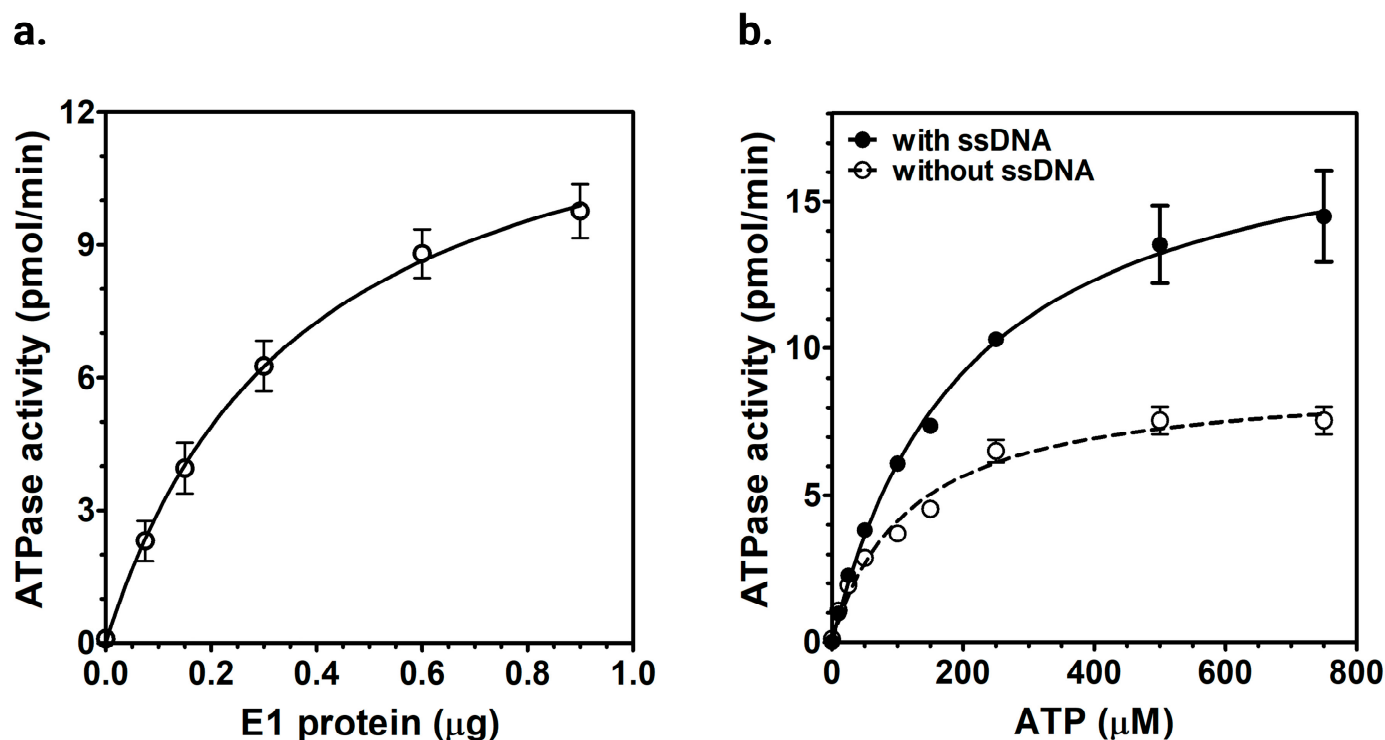 a.
12
9
6
3
0
0.0 0.2 0.4 0.6 0.8 1.0
ATPase activity (pmol/min)
E1 protein (μg)
b.
with ssDNA
without ssDNA
15
10
5
0
0 200 400 600 800
ATPase activity (pmol/min)
ATP (μM)